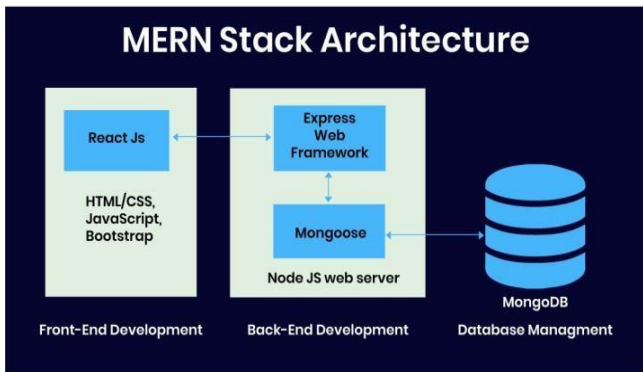 MERN Stack Architecture
React Js
HTML/CSS,
JavaScript,
Bootstrap
Express
Web
Framework
Mongoose
Node JS web server
MongoDB
Front-End Development
Back-End Development
Database Managment